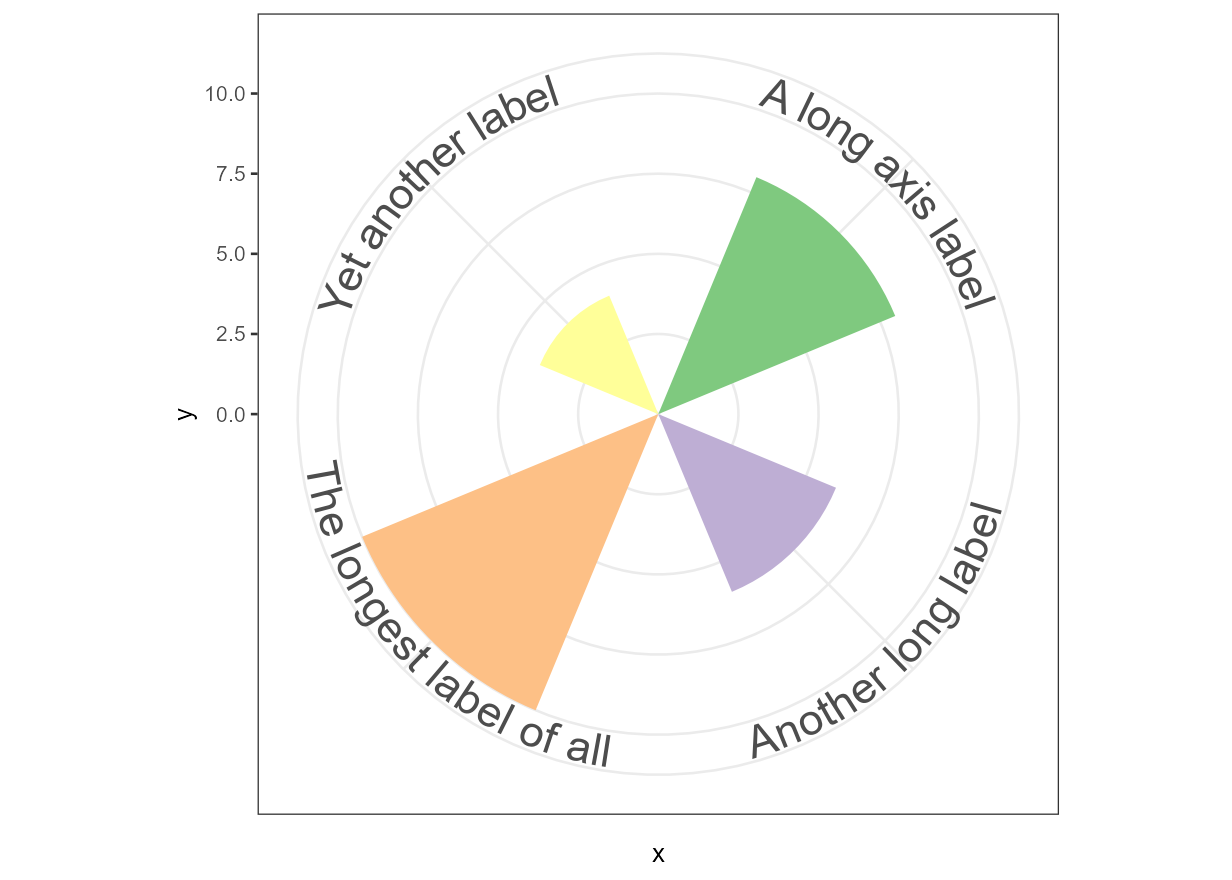 10.0
7.5
5.0
2.5
0.0
y
Yet another label
A long axis label
The longest label of all
Another long label
x